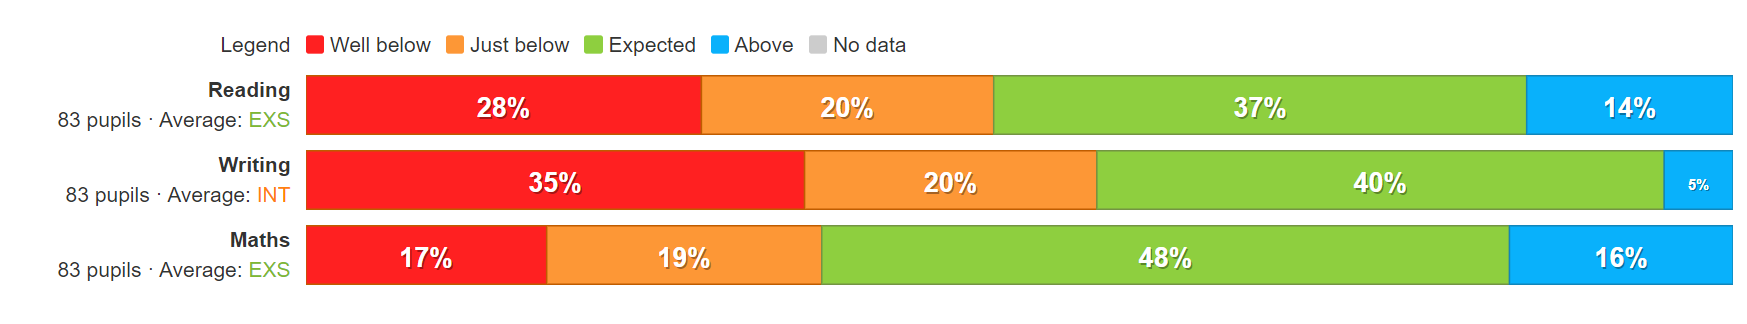 Legend Well below Just below Expected Above No data
Reading
83 pupils · Average: EXS
28% 20% 37% 14%
Writing
83 pupils · Average: INT
35% 20% 40% 5%
Maths
83 pupils · Average: EXS
17% 19% 48% 16%